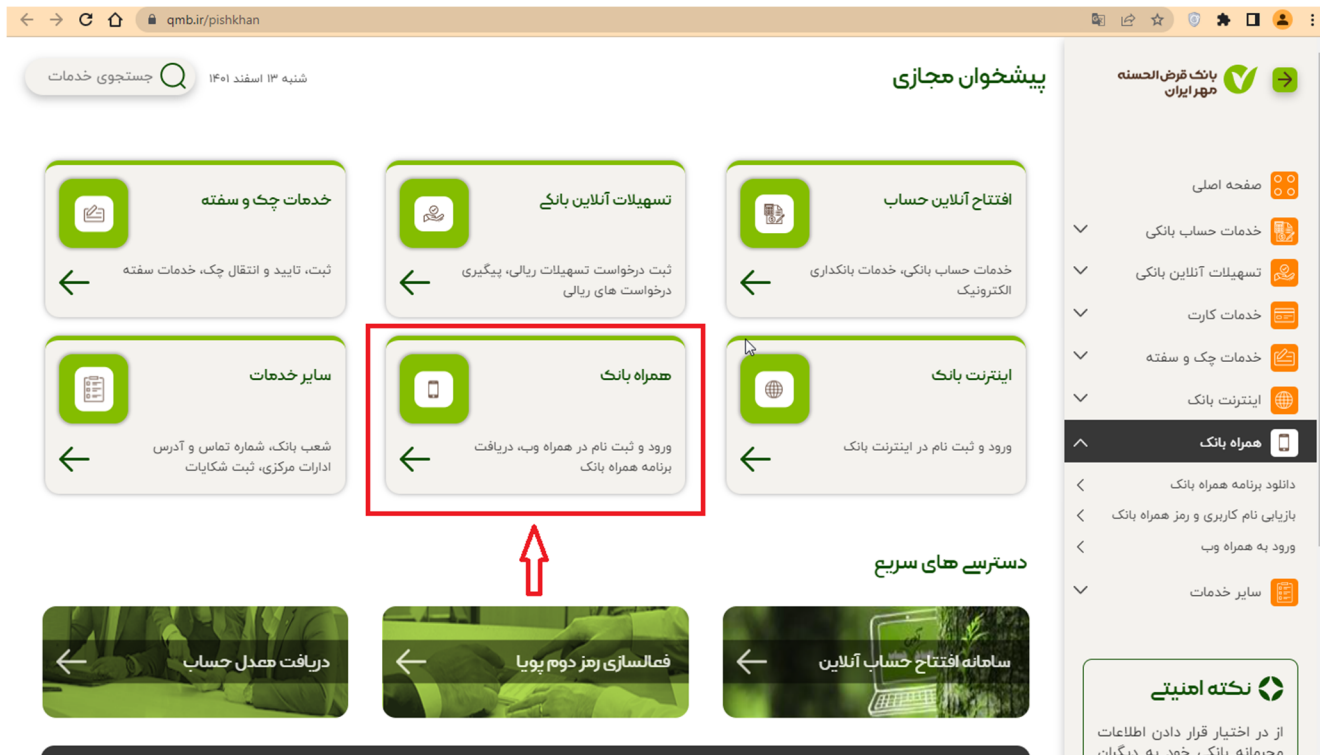 qmb.ir/pishkhan
بانک قرض‌الحسنه
مهر ایران
پیشخوان مجازی
شنبه ۱۳ اسفند ۱۴۰۱
جستجوی خدمات
صفحه اصلی
خدمات حساب بانکی
تسهیلات آنلاین بانکی
خدمات کارت
خدمات چک و سفته
اینترنت بانک
همراه بانک
دانلود برنامه همراه بانک
بازیابی نام کاربری و رمز همراه بانک
ورود به همراه وب
سایر خدمات
نکته امنیتی
از در اختیار قرار دادن اطلاعات
محرمانه بانکی خود به دیگران
افتتاح آنلاین حساب
خدمات حساب بانکی، خدمات بانکداری
الکترونیک
تسهیلات آنلاین بانکی
ثبت درخواست تسهیلات ریالی، پیگیری
درخواست های ریالی
خدمات چک و سفته
ثبت، تایید و انتقال چک، خدمات سفته
اینترنت بانک
ورود و ثبت نام در اینترنت بانک
همراه بانک
ورود و ثبت نام در همراه وب، دریافت
برنامه همراه بانک
سایر خدمات
شعب بانک، شماره تماس و آدرس
ادارات مرکزی، ثبت شکایات
دسترسی های سریع
سامانه افتتاح حساب آنلاین
فعالسازی رمز دوم پویا
دریافت معدل حساب